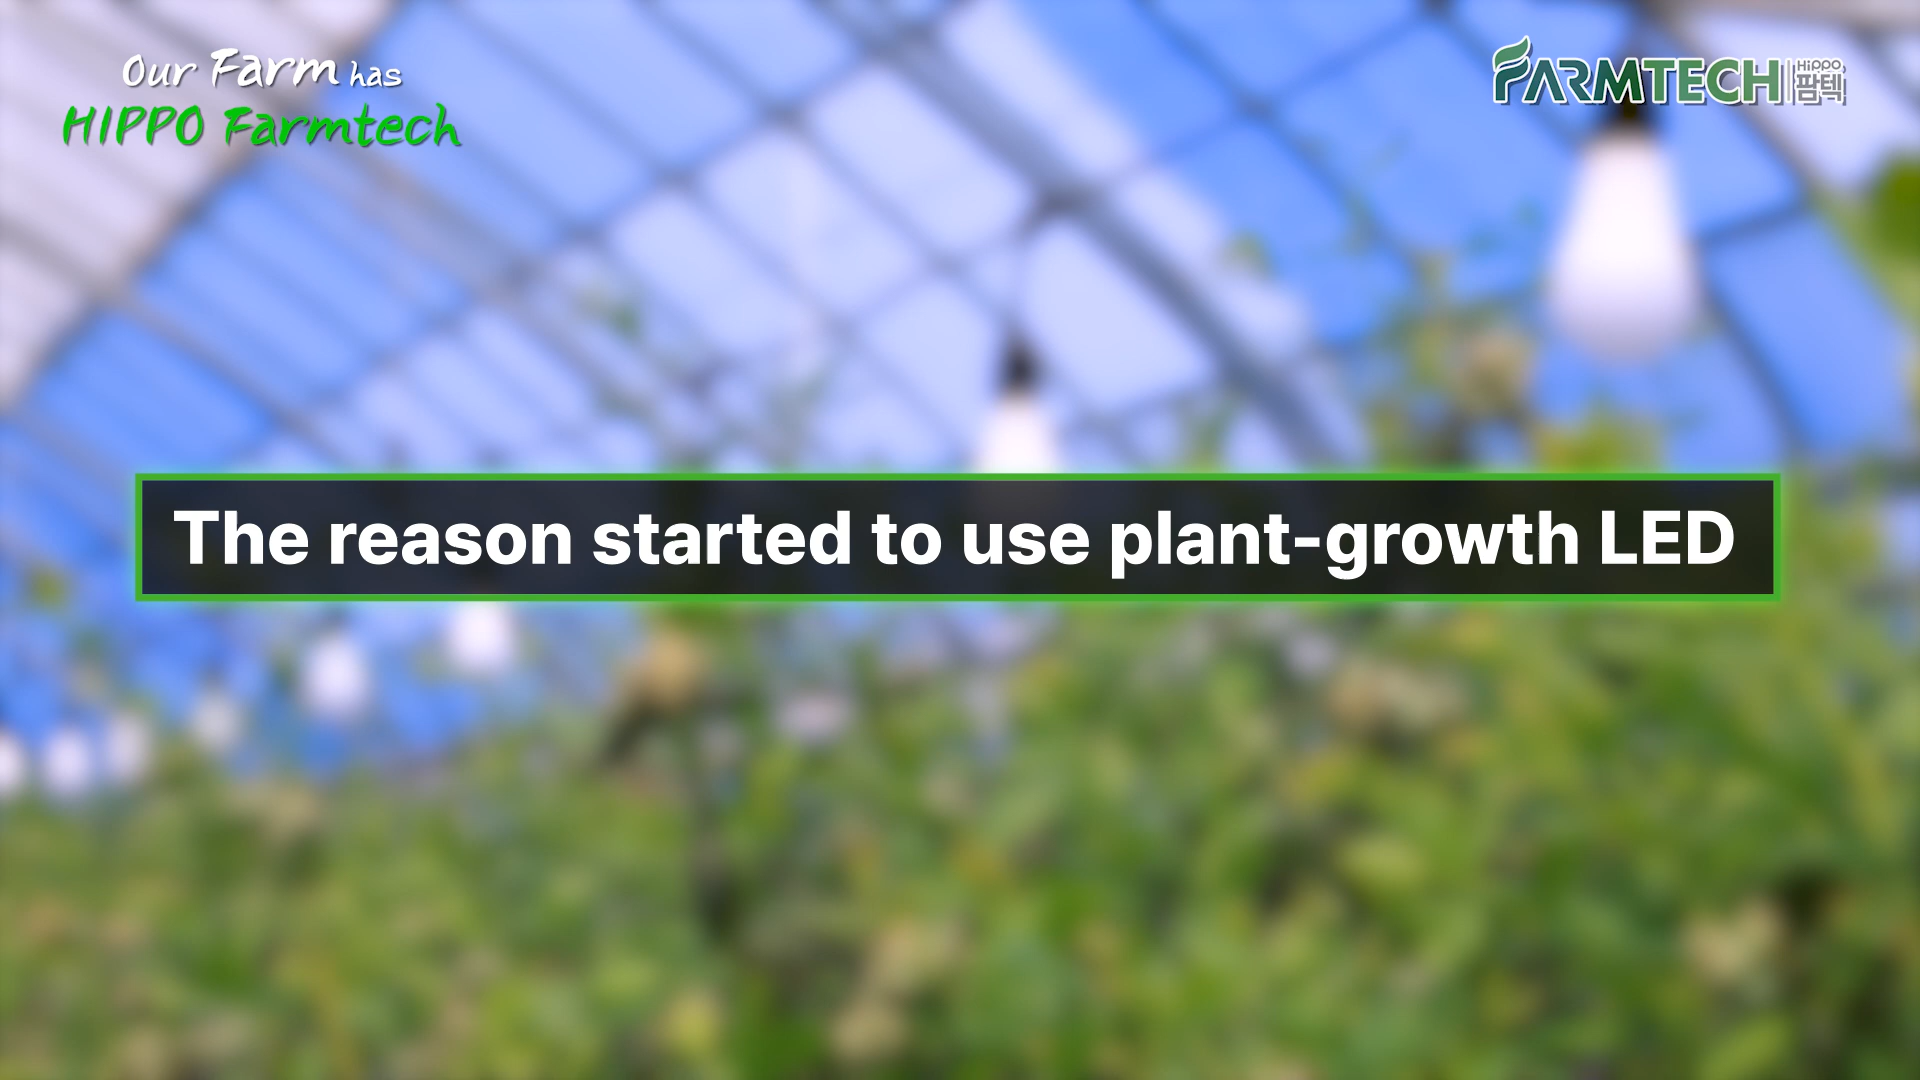 Our Farm has
HIPPO Farmtech
FARMTECH
Hippo
팜텍
The reason started to use plant-growth LED